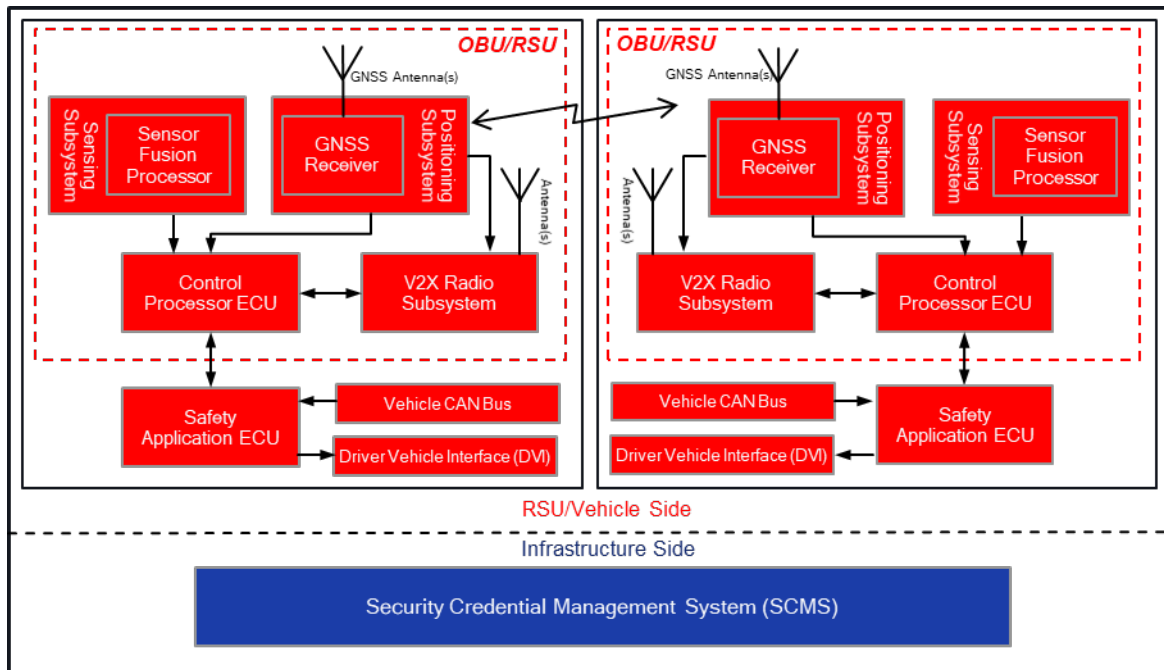 OBU/RSU
GNSS Antenna(s)
Sensing
Subsystem
Sensor
Fusion
Processor
GNSS
Receiver
Positioning
Subsystem
Antenna(s)
Control
Processor ECU
V2X Radio
Subsystem
Safety
Application ECU
Vehicle CAN Bus
Driver Vehicle Interface (DVI)
OBU/RSU
GNSS Antenna(s)
GNSS
Receiver
Positioning
Subsystem
Sensing
Subsystem
Sensor
Fusion
Processor
Antenna(s)
V2X Radio
Subsystem
Control
Processor ECU
Vehicle CAN Bus
Driver Vehicle Interface (DVI)
Safety
Application ECU
RSU/Vehicle Side
Infrastructure Side
Security Credential Management System (SCMS)